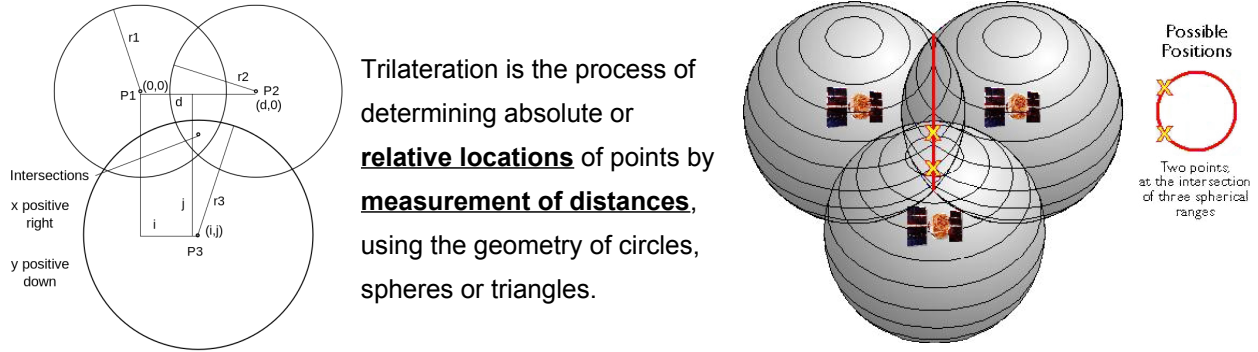 r1
r2
P1
(0,0)
P2
d
(d,0)
Intersections
x positive
right
y positive
down
j
r3
i
(i,j)
P3
Trilateration is the process of
determining absolute or
relative locations of points by
measurement of distances,
using the geometry of circles,
spheres or triangles.
X
X
Possible
Positions
X
X
Two points
at the intersection
of three spherical
ranges